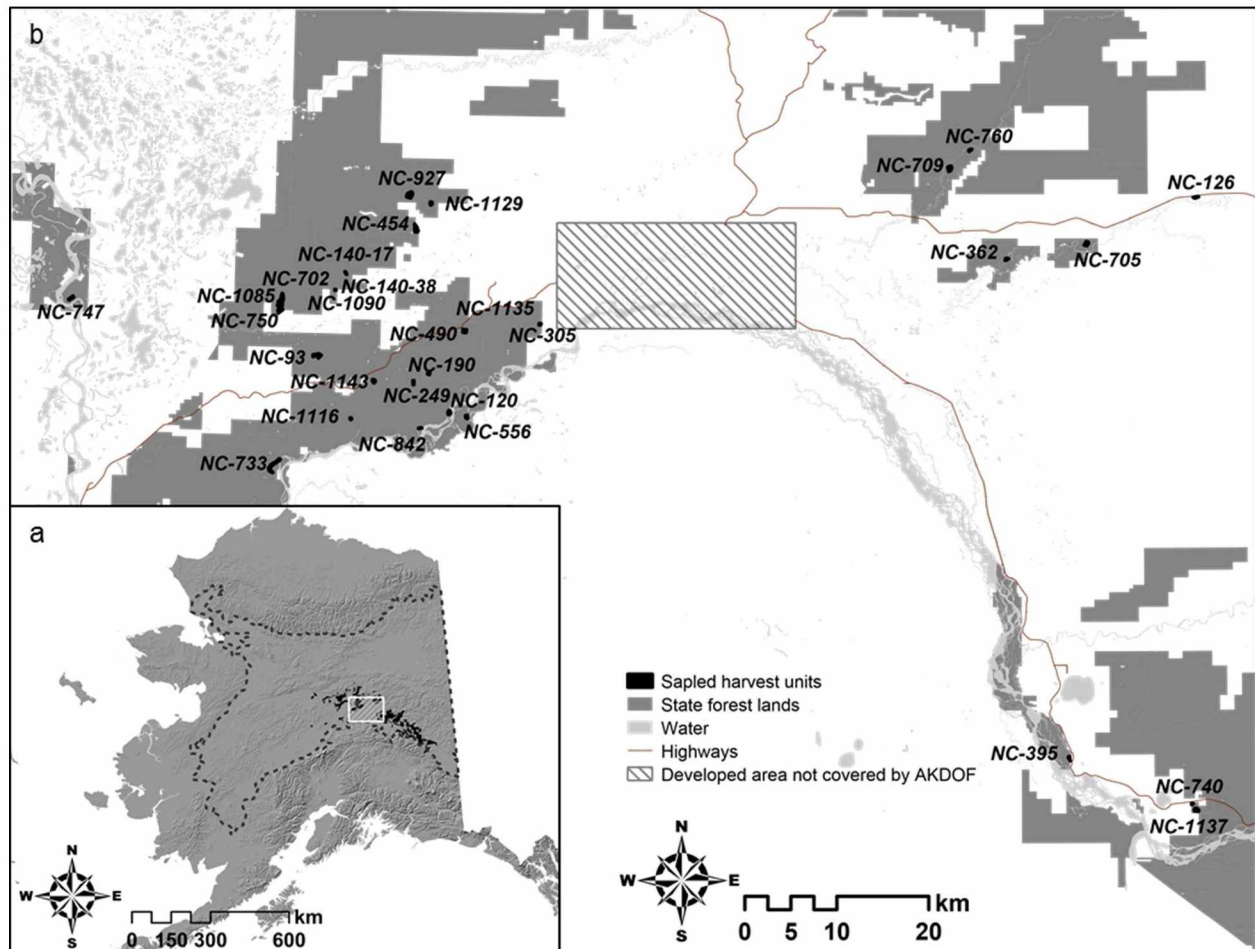 b
NC-760
NC-709
NC-126
NC-927
NC-1129
NC-454
NC-362
NC-705
NC-140-17
NC-702
NC-140-38
NC-1085
NC-1090
NC-750
NC-747
NC-1135
NC-490
NC-305
NC-93
NC-190
NC-1143
NC-249
NC-120
NC-1116
NC-556
NC-842
NC-733
a
N
W
E
S
km
0 150 300 600
Sapled harvest units
State forest lands
Water
Highways
Developed area not covered by AKDOF
NC-395
NC-740
NC-1137
N
W
E
S
km
0 5 10 20